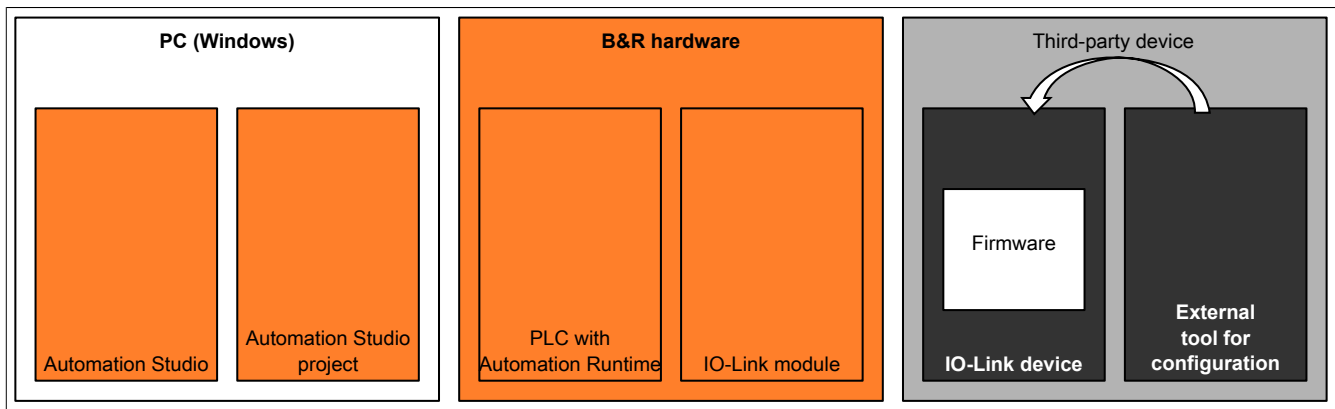 PC (Windows)
Automation Studio
Automation Studio
project
B&R hardware
PLC with
Automation Runtime
IO-Link module
Third-party device
Firmware
IO-Link device
External
tool for
configuration